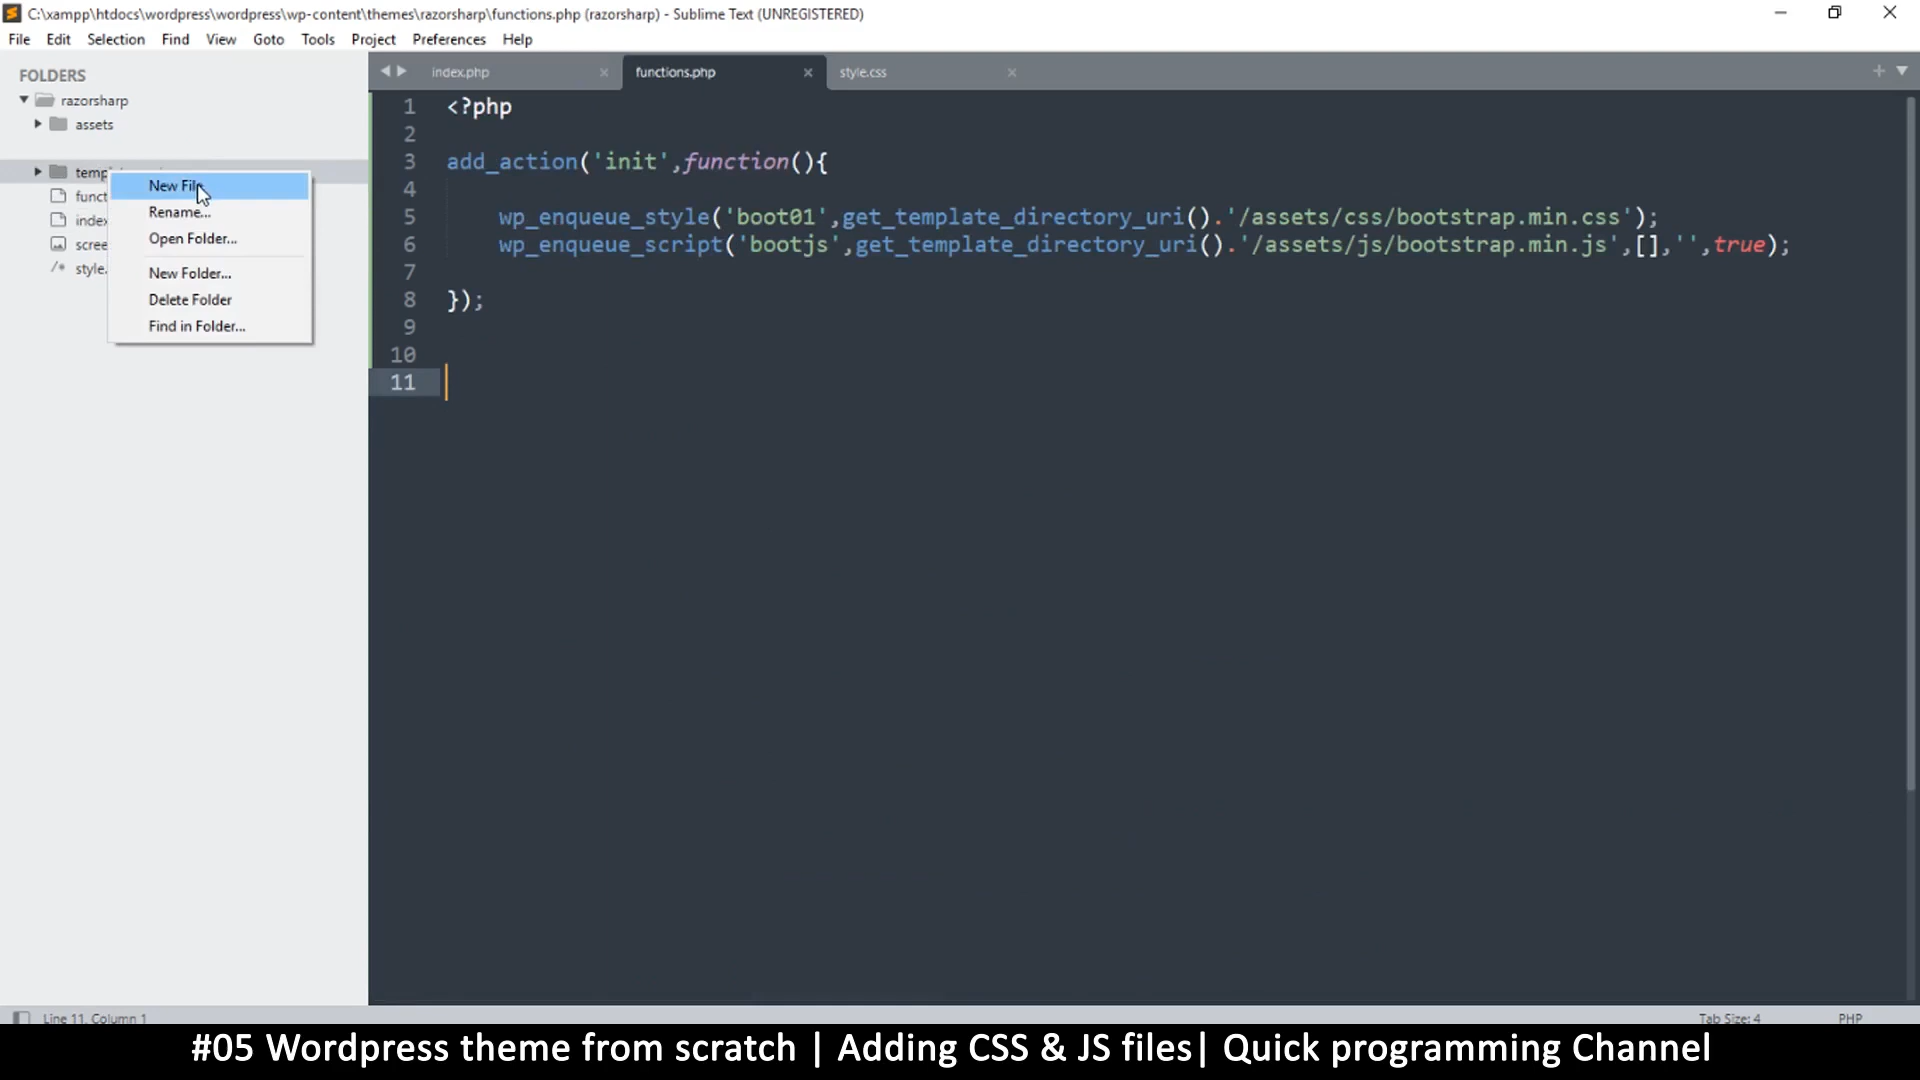 C:\xampp\htdocs\wordpress\wordpress\wp-content\themes\razorsharp\functions.php (razorsharp) - Sublime Text (UNREGISTERED)
File Edit Selection Find View Goto Tools Project Preferences Help
FOLDERS
razorsharp
assets
temp
funct
index
scree
style.
New File
Rename...
Open Folder...
New Folder...
Delete Folder
Find in Folder...
index.php functions.php style.css
1 <?php
2
3 add_action('init',function(){
4
5 wp_enqueue_style('boot01',get_template_directory_uri().'/assets/css/bootstrap.min.css');
6 wp_enqueue_script('bootjs',get_template_directory_uri().'/assets/js/bootstrap.min.js',[],'',true);
7
8 });
9
10
11
Line 11, Column 1 Tab Size: 4 PHP
#05 Wordpress theme from scratch | Adding CSS & JS files| Quick programming Channel